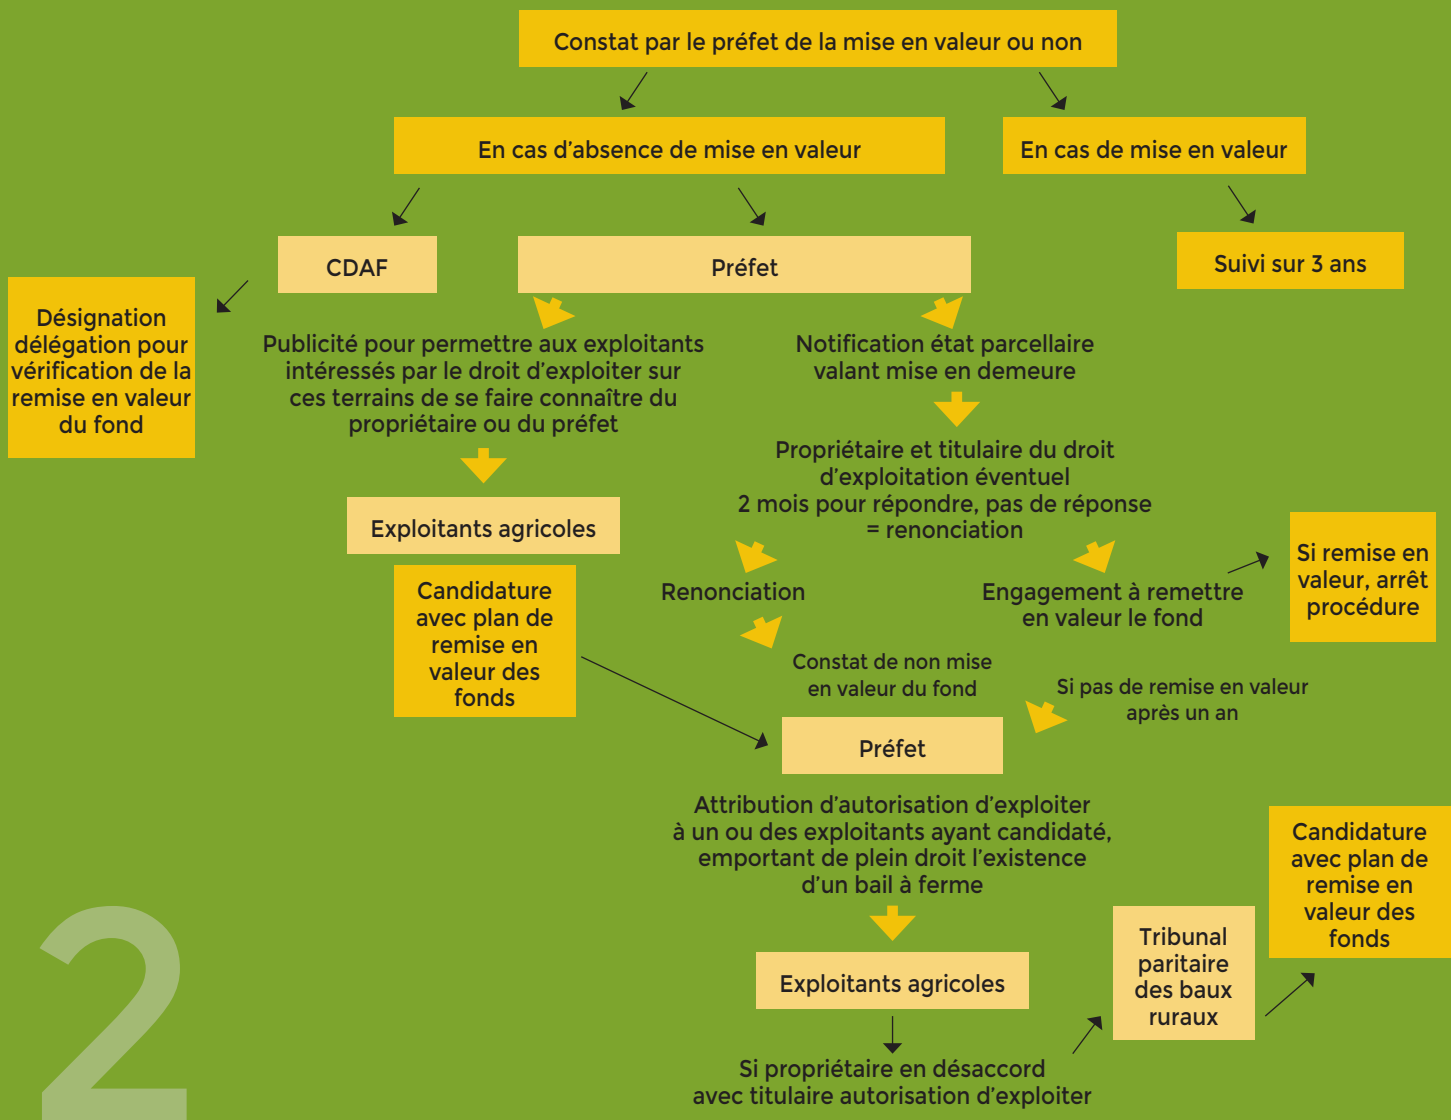 Constat par le préfet de la mise en valeur ou non
En cas d'absence de mise en valeur
En cas de mise en valeur
CDAF
Préfet
Suivi sur 3 ans
Désignation
délégation pour
vérification de la
remise en valeur
du fond
Publicité pour permettre aux exploitants
intéressés par le droit d'exploiter sur
ces terrains de se faire connaître du
propriétaire ou du préfet
Notification état parcellaire
valant mise en demeure
Propriétaire et titulaire du droit
d'exploitation éventuel
2 mois pour répondre, pas de réponse
= renonciation
Exploitants agricoles
Candidature
avec plan de
remise en
valeur des
fonds
Renonciation
Engagement à remettre
en valeur le fond
Si remise en
valeur, arrêt
procédure
Constat de non mise
en valeur du fond
Si pas de remise en valeur
après un an
Préfet
Attribution d'autorisation d'exploiter
à un ou des exploitants ayant candidaté,
emportant de plein droit l'existence
d'un bail à ferme
Exploitants agricoles
Si propriétaire en désaccord
avec titulaire autorisation d'exploiter
Tribunal
paritaire
des baux
ruraux
Candidature
avec plan de
remise en
valeur des
fonds
2